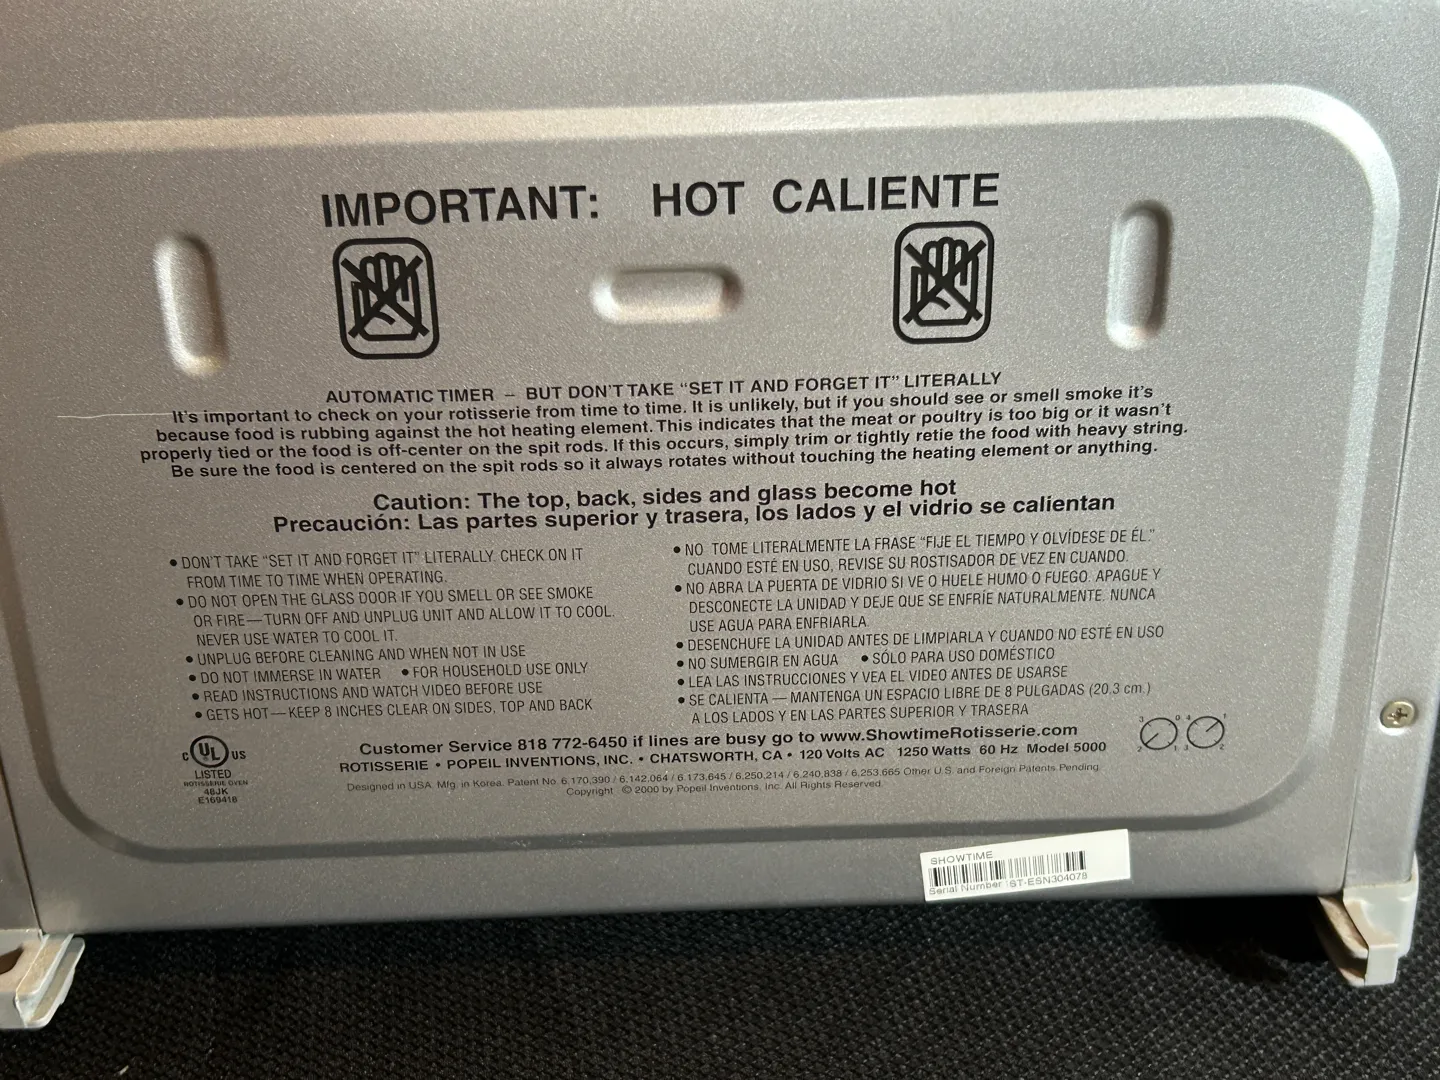 IMPORTANT: HOT CALIENTE
AUTOMATIC TIMER – BUT DON'T TAKE "SET IT AND FORGET IT" LITERALLY
It's important to check on your rotisserie from time to time. It is unlikely, but if you should see or smell smoke it's
because food is rubbing against the hot heating element. This indicates that the meat or poultry is too big or it wasn't
properly tied or the food is off-center on the spit rods. If this occurs, simply trim or tightly retie the food with heavy string.
Be sure the food is centered on the spit rods so it always rotates without touching the heating element or anything.
Caution: The top, back, sides and glass become hot
Precaución: Las partes superior y trasera, los lados y el vidrio se calientan
• DON'T TAKE "SET IT AND FORGET IT" LITERALLY. CHECK ON IT
FROM TIME TO TIME WHEN OPERATING.
• DO NOT OPEN THE GLASS DOOR IF YOU SMELL OR SEE SMOKE
OR FIRE—TURN OFF AND UNPLUG UNIT AND ALLOW IT TO COOL.
NEVER USE WATER TO COOL IT.
• UNPLUG BEFORE CLEANING AND WHEN NOT IN USE
• DO NOT IMMERSE IN WATER • FOR HOUSEHOLD USE ONLY
• READ INSTRUCTIONS AND WATCH VIDEO BEFORE USE
• GETS HOT—KEEP 8 INCHES CLEAR ON SIDES, TOP AND BACK
• NO TOME LITERALMENTE LA FRASE "FIJE EL TIEMPO Y OLVÍDESE DE ÉL."
CUANDO ESTÉ EN USO, REVISE SU ROSTISADOR DE VEZ EN CUANDO.
• NO ABRA LA PUERTA DE VIDRIO SI VE O HUELE HUMO O FUEGO. APAGUE Y
DESCONECTE LA UNIDAD Y DEJE QUE SE ENFRÍE NATURALMENTE. NUNCA
USE AGUA PARA ENFRIARLA.
• DESENCHUFE LA UNIDAD ANTES DE LIMPIARLA Y CUANDO NO ESTÉ EN USO
• NO SUMERGIR EN AGUA • SÓLO PARA USO DOMÉSTICO
• LEA LAS INSTRUCCIONES Y VEA EL VIDEO ANTES DE USARSE
• SE CALIENTA — MANTENGA UN ESPACIO LIBRE DE 8 PULGADAS (20.3 cm.)
A LOS LADOS Y EN LAS PARTES SUPERIOR Y TRASERA
C UL US
LISTED
ROTISSERIE OVEN
48JK
E169418
Customer Service 818 772-6450 if lines are busy go to www.ShowtimeRotisserie.com
ROTISSERIE • POPEIL INVENTIONS, INC. • CHATSWORTH, CA • 120 Volts AC 1250 Watts 60 Hz Model 5000
Designed in USA. Mfg. in Korea. Patent No. 6,170,390 / 6,142,064 / 6,173,645 / 6,250,214 / 6,240,838 / 6,253,665 Other U.S. and Foreign Patents Pending.
Copyright © 2000 by Popeil Inventions, Inc. All Rights Reserved.
3 0 4 1
2 1 3 2
SHOWTIME
Serial Number ST-ESN304078